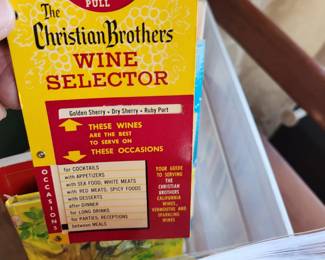 PULL
The
Christian Brothers
WINE
SELECTOR
Golden Sherry • Dry Sherry • Ruby Port
THESE WINES
ARE THE BEST
TO SERVE ON
THESE OCCASIONS
OCCASIONS
for COCKTAILS
with APPETIZERS
with SEA FOOD, WHITE MEATS
with RED MEATS, SPICY FOODS
with DESSERTS
after DINNER
for LONG DRINKS
for PARTIES, RECEPTIONS
between MEALS
YOUR GUIDE
TO SERVING
THE
CHRISTIAN
BROTHERS
CALIFORNIA
WINES,
VERMOUTHS AND
SPARKLING
WINES